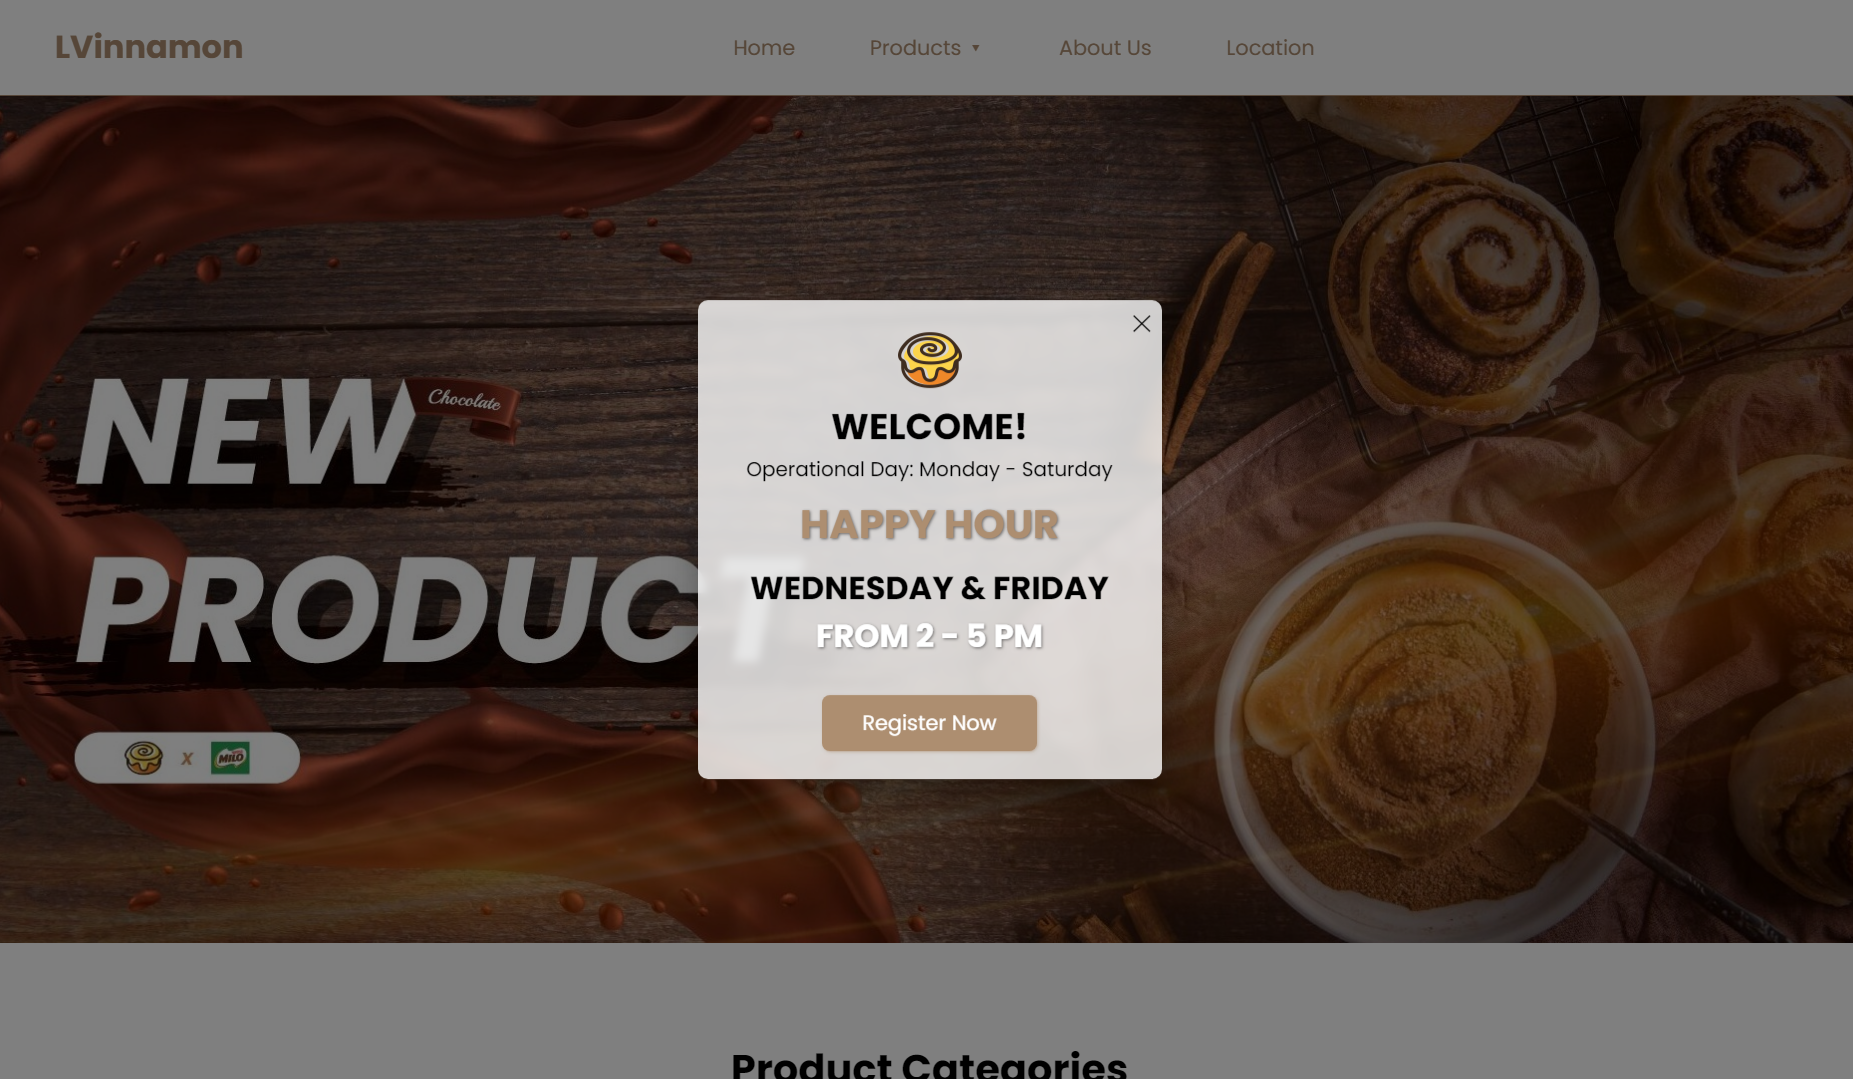 LVinnamon
Home
Products
About Us
Location
NEW
Chocolate
PRODUCT
X
MILO
WELCOME!
Operational Day: Monday - Saturday
HAPPY HOUR
WEDNESDAY & FRIDAY
FROM 2 - 5 PM
Register Now
Product Categories